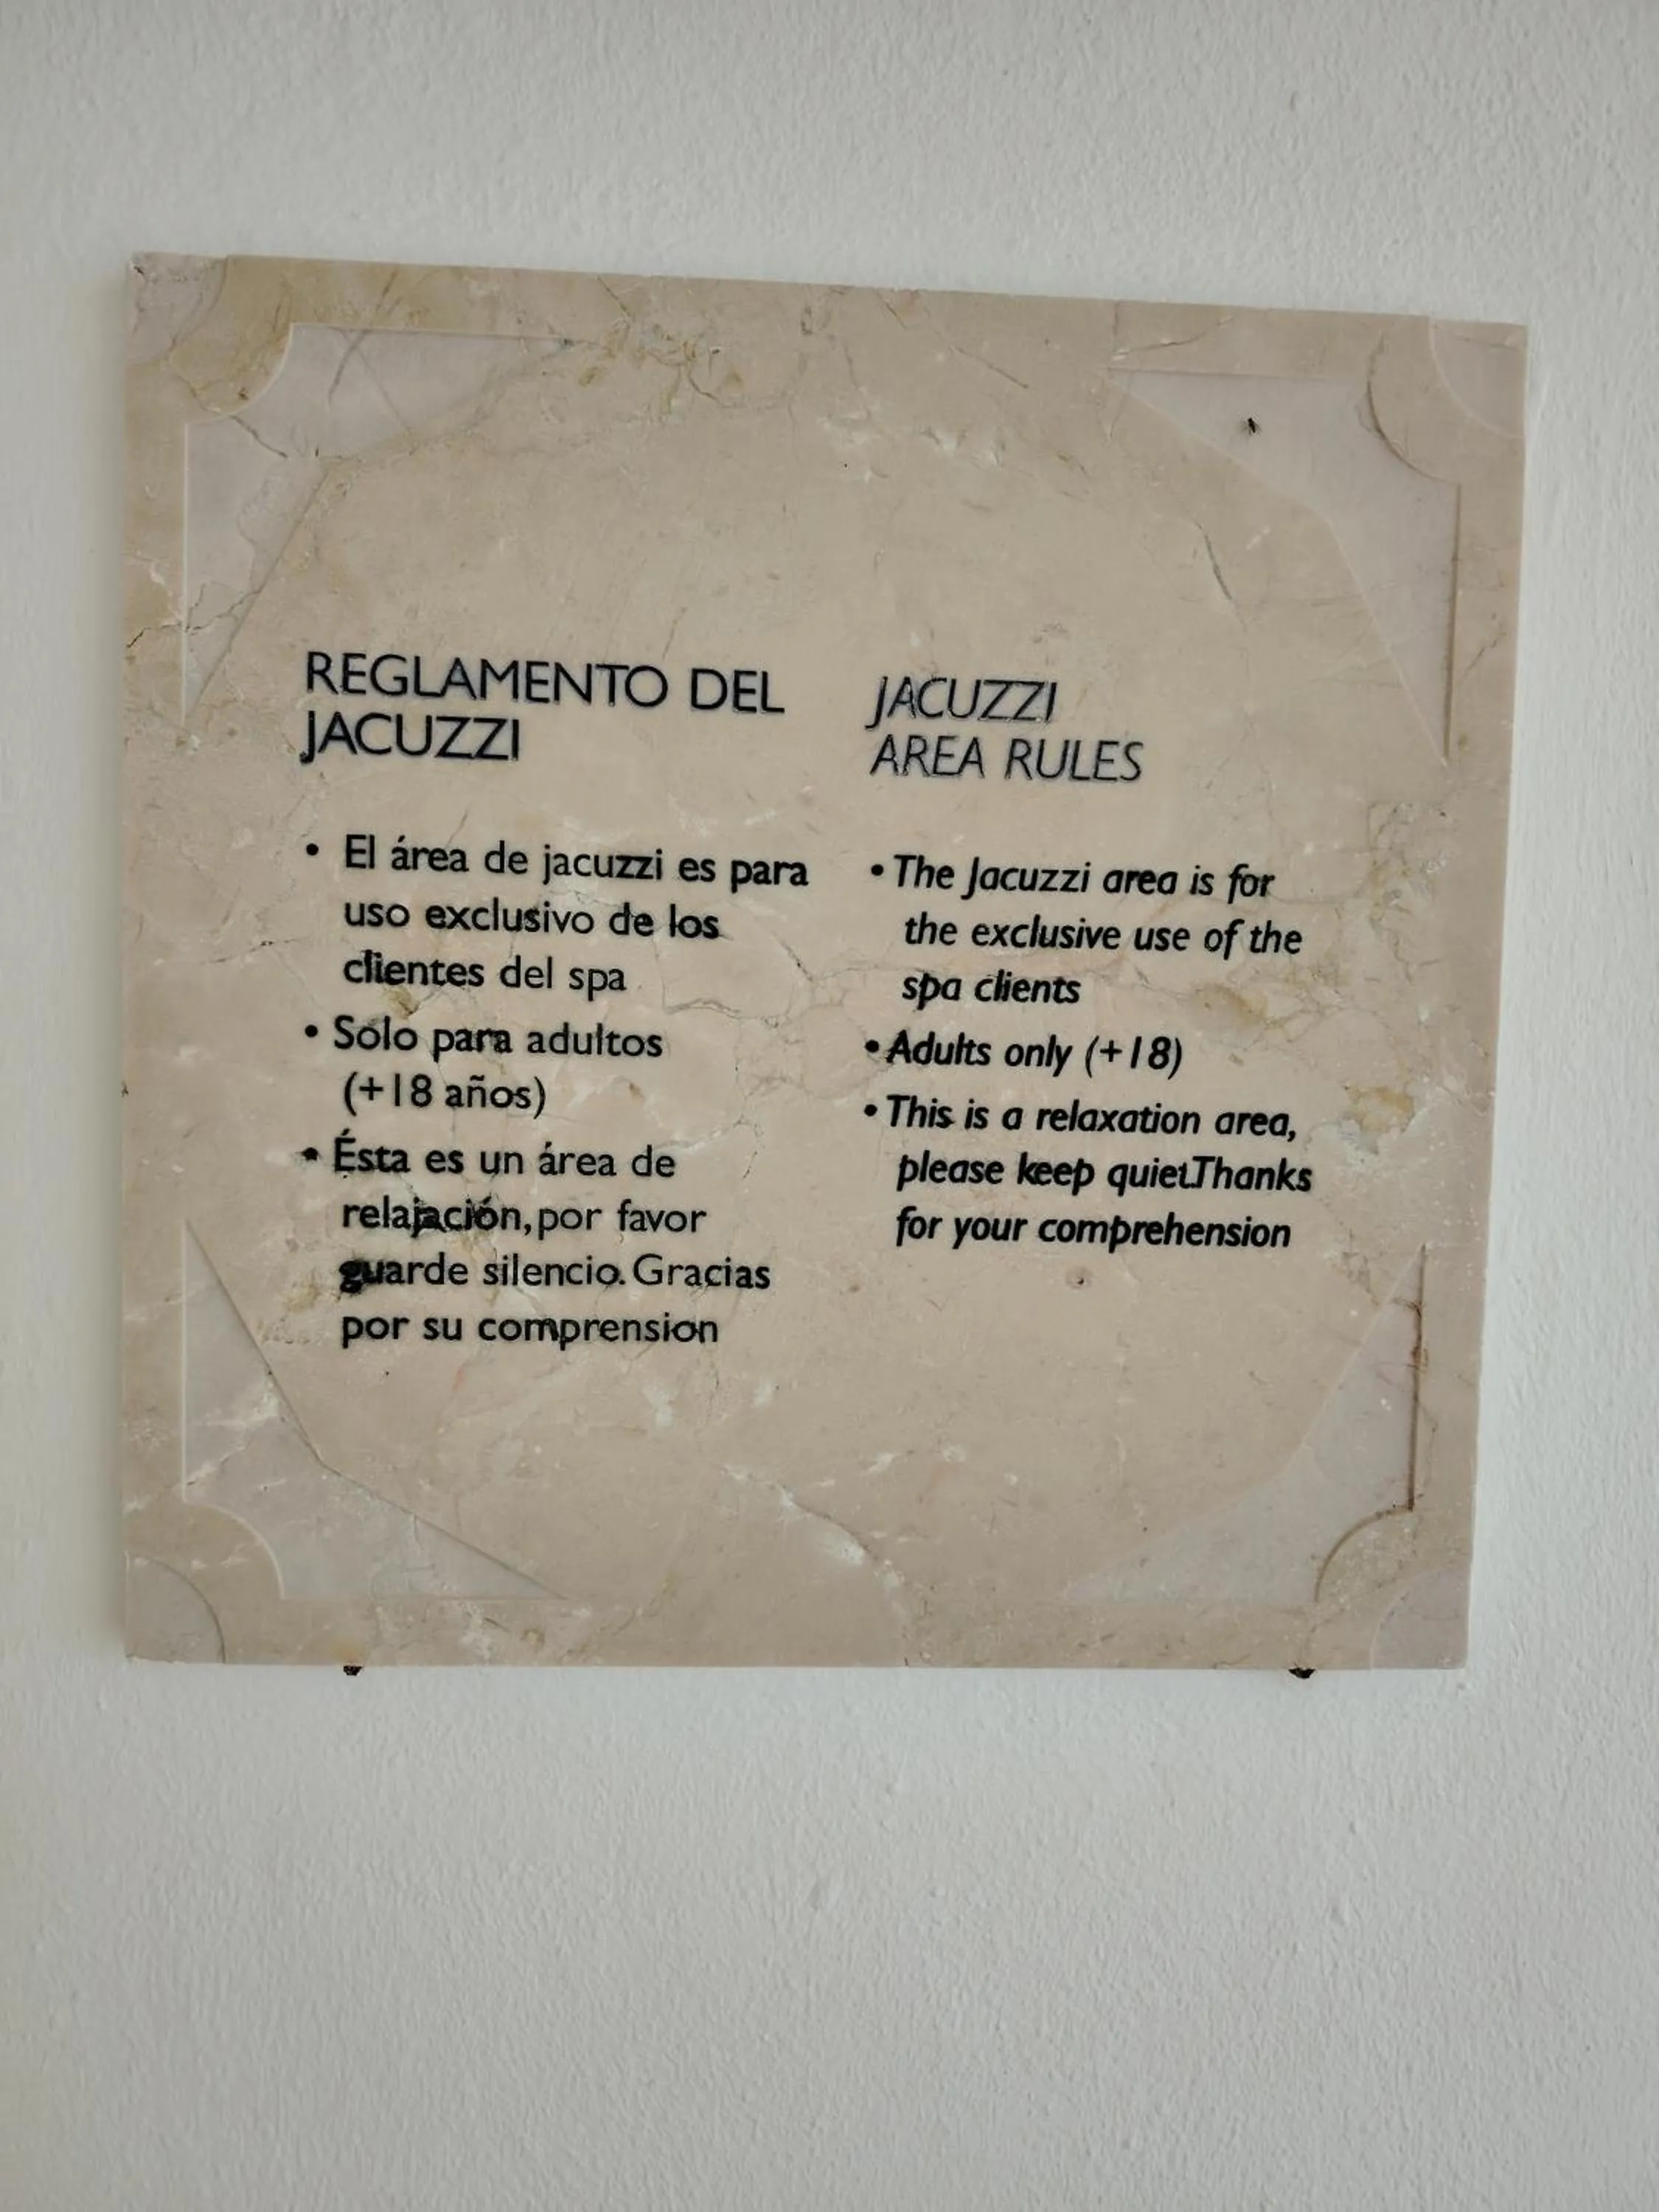 REGLAMENTO DEL
JACUZZI
• El área de jacuzzi es para
uso exclusivo de los
clientes del spa
• Sólo para adultos
(+18 años)
• Ésta es un área de
relajación, por favor
guarde silencio. Gracias
por su comprension
JACUZZI
AREA RULES
• The Jacuzzi area is for
the exclusive use of the
spa clients
• Adults only (+18)
• This is a relaxation area,
please keep quiet.Thanks
for your comprehension